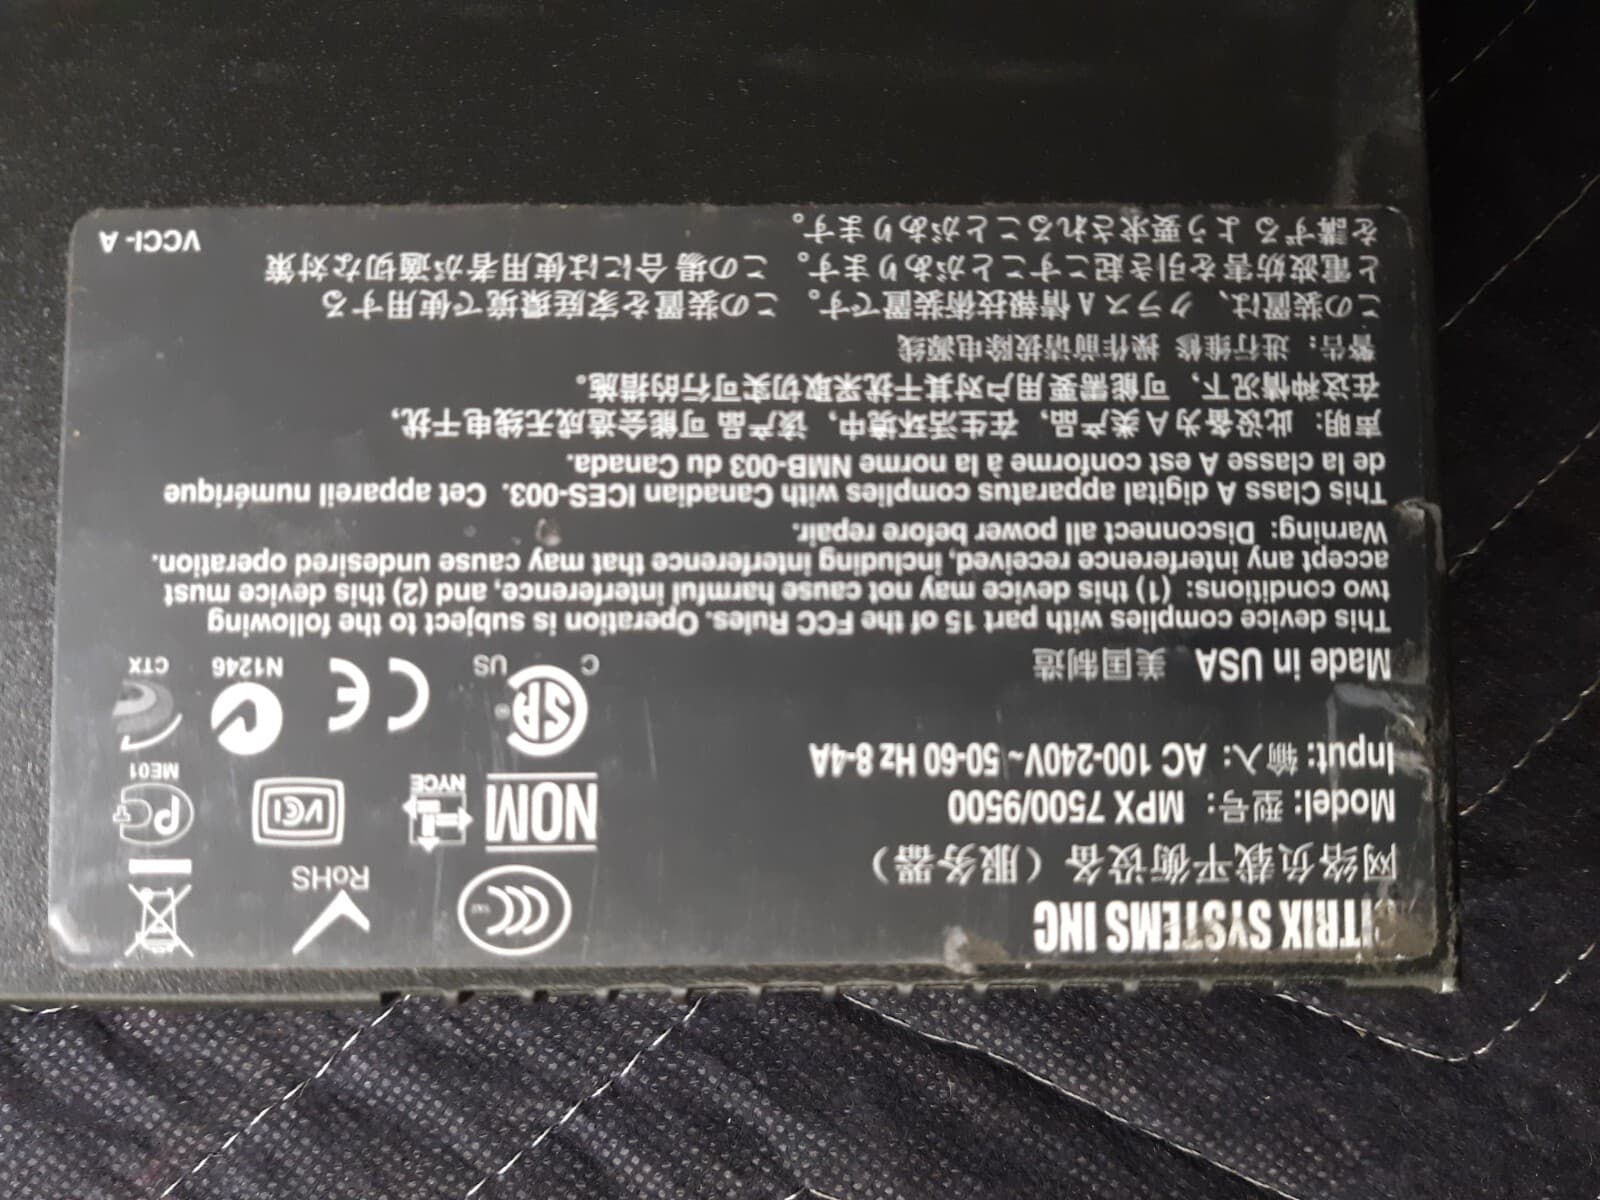 CITRIX SYSTEMS INC
网络负载平衡设备(服务器)
Model: 型号: MPX 7500/9500
Input: 输入: AC 100-240V~ 50-60 Hz 8-4A
Made in USA 美国制造
CCC
RoHS
NOM
NYCE
VCI
PCT
ME01
SA
C US
CE
N1246
CTX
This device complies with part 15 of the FCC Rules. Operation is subject to the following
two conditions: (1) this device may not cause harmful interference, and (2) this device must
accept any interference received, including interference that may cause undesired operation.
Warning: Disconnect all power before repair.
This Class A digital apparatus complies with Canadian ICES-003. Cet appareil numérique
de la classe A est conforme à la norme NMB-003 du Canada.
声明: 此设备为 A 类产品, 在生活环境中, 该产品可能会造成无线电干扰,
在这种情况下, 可能需要用户对其干扰采取切实可行的措施。
警告: 进行维修 操作前请拔除电源线
この装置は、クラスA情報技術装置です。この装置を家庭環境で使用する
と電波妨害を引き起こすことがあります。この場合には使用者が適切な対策
を講ずるよう要求されることがあります。
VCCI- A